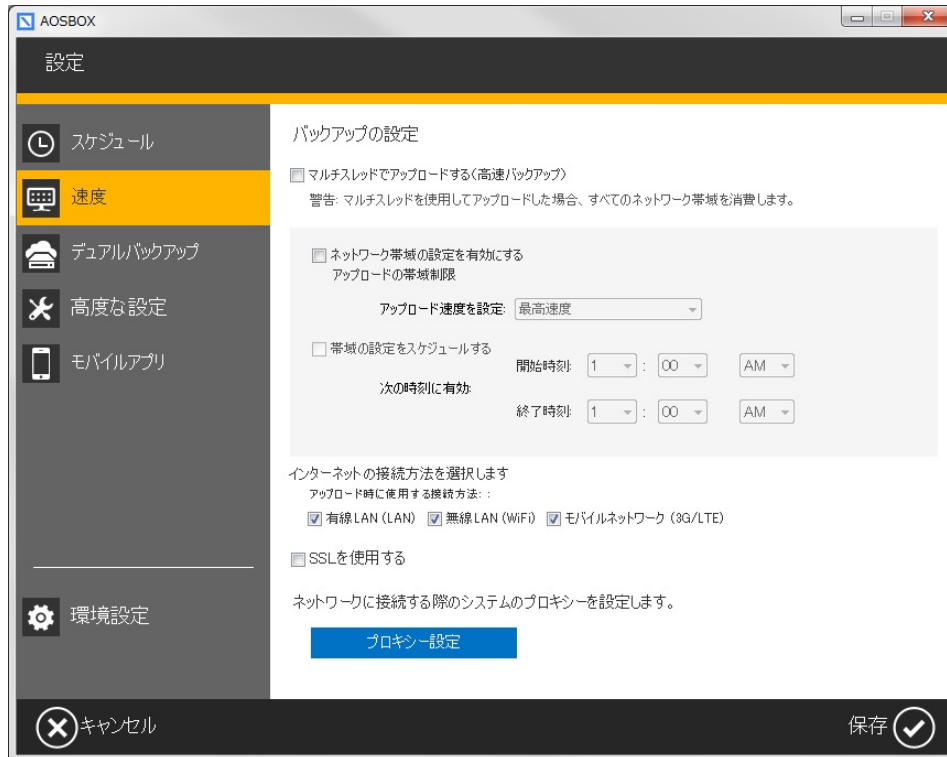 AOSBOX
設定
スケジュール
速度
デュアルバックアップ
高度な設定
モバイルアプリ
環境設定
バックアップの設定
マルチスレッドでアップロードする(高速バックアップ)
警告: マルチスレッドを使用してアップロードした場合、すべてのネットワーク帯域を消費します。
ネットワーク帯域の設定を有効にする
アップロードの帯域制限
アップロード速度を設定: 最高速度
帯域の設定をスケジュールする
開始時刻: 1 : 00 AM
次の時刻に有効:
終了時刻: 1 : 00 AM
インターネットの接続方法を選択します
アップロード時に使用する接続方法: :
有線LAN (LAN) 無線LAN (WiFi) モバイルネットワーク (3G/LTE)
SSLを使用する
ネットワークに接続する際のシステムのプロキシーを設定します。
プロキシー設定
キャンセル 保存